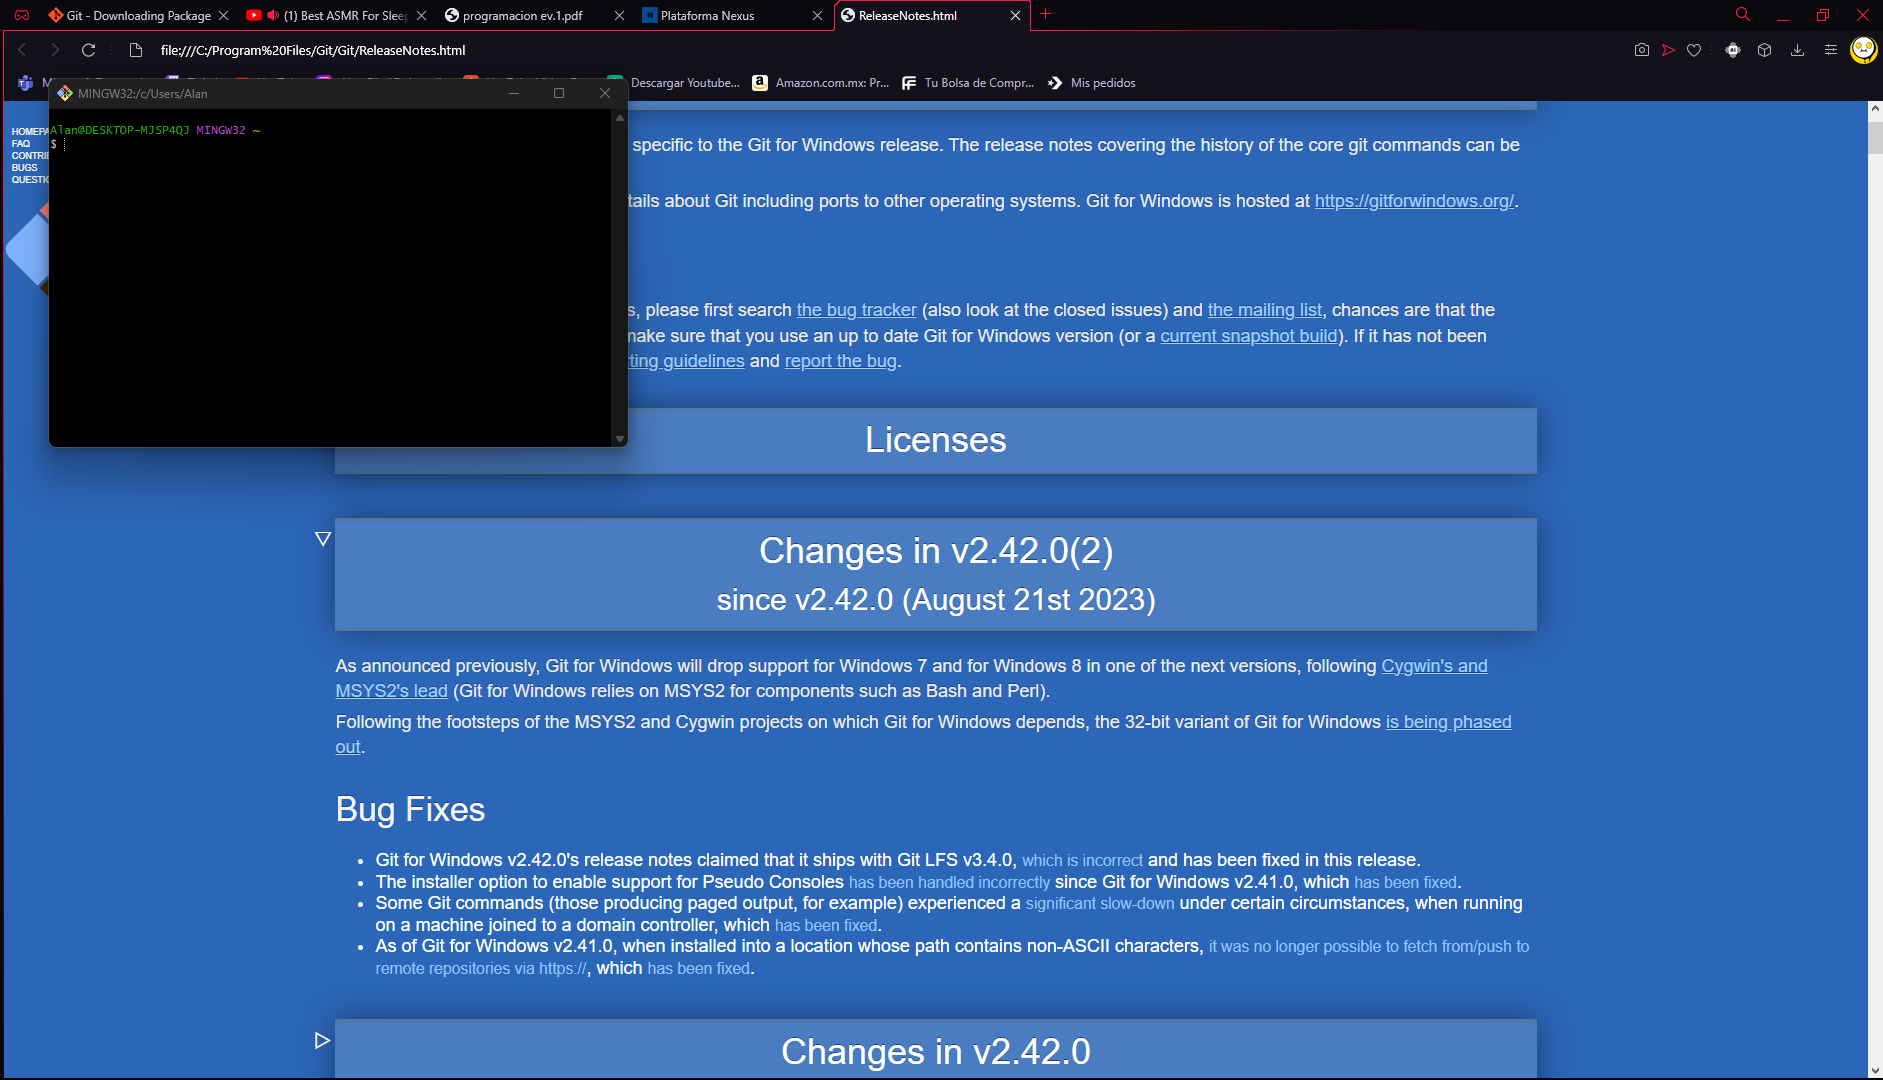 Git - Downloading Package
(1) Best ASMR For Slee
programacion ev.1.pdf
Plataforma Nexus
ReleaseNotes.html
file:///C:/Program%20Files/Git/Git/ReleaseNotes.html
Descargar Youtube...
Amazon.com.mx: Pr...
Tu Bolsa de Compr...
Mis pedidos
MINGW32:/c/Users/Alan
Alan@DESKTOP-MJSP4QJ MINGW32 ~
$
HOMEPA
FAQ
CONTRIE
BUGS
QUESTIC
specific to the Git for Windows release. The release notes covering the history of the core git commands can be
tails about Git including ports to other operating systems. Git for Windows is hosted at https://gitforwindows.org/.
s, please first search the bug tracker (also look at the closed issues) and the mailing list, chances are that the
make sure that you use an up to date Git for Windows version (or a current snapshot build). If it has not been
ting guidelines and report the bug.
Licenses
Changes in v2.42.0(2)
since v2.42.0 (August 21st 2023)
As announced previously, Git for Windows will drop support for Windows 7 and for Windows 8 in one of the next versions, following Cygwin's and
MSYS2's lead (Git for Windows relies on MSYS2 for components such as Bash and Perl).
Following the footsteps of the MSYS2 and Cygwin projects on which Git for Windows depends, the 32-bit variant of Git for Windows is being phased
out.
Bug Fixes
• Git for Windows v2.42.0's release notes claimed that it ships with Git LFS v3.4.0, which is incorrect and has been fixed in this release.
• The installer option to enable support for Pseudo Consoles has been handled incorrectly since Git for Windows v2.41.0, which has been fixed.
• Some Git commands (those producing paged output, for example) experienced a significant slow-down under certain circumstances, when running
on a machine joined to a domain controller, which has been fixed.
• As of Git for Windows v2.41.0, when installed into a location whose path contains non-ASCII characters, it was no longer possible to fetch from/push to
remote repositories via https://, which has been fixed.
Changes in v2.42.0